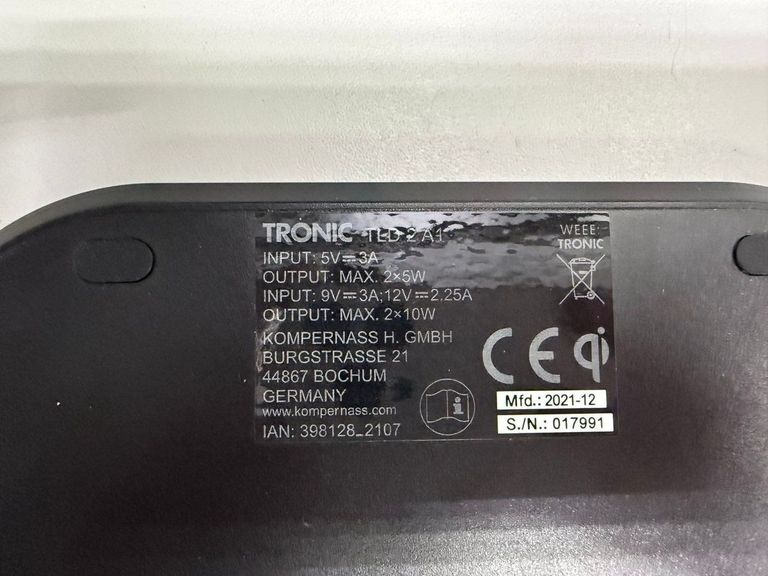 TRONIC TLD 2 A1
INPUT: 5V⎓3A
OUTPUT: MAX. 2×5W
INPUT: 9V⎓3A;12V⎓2.25A
OUTPUT: MAX. 2×10W
KOMPERNASS H. GMBH
BURGSTRASSE 21
44867 BOCHUM
GERMANY
www.kompernass.com
IAN: 398128_2107
WEEE:
TRONIC
CE qi
Mfd.: 2021-12
S./N.: 017991